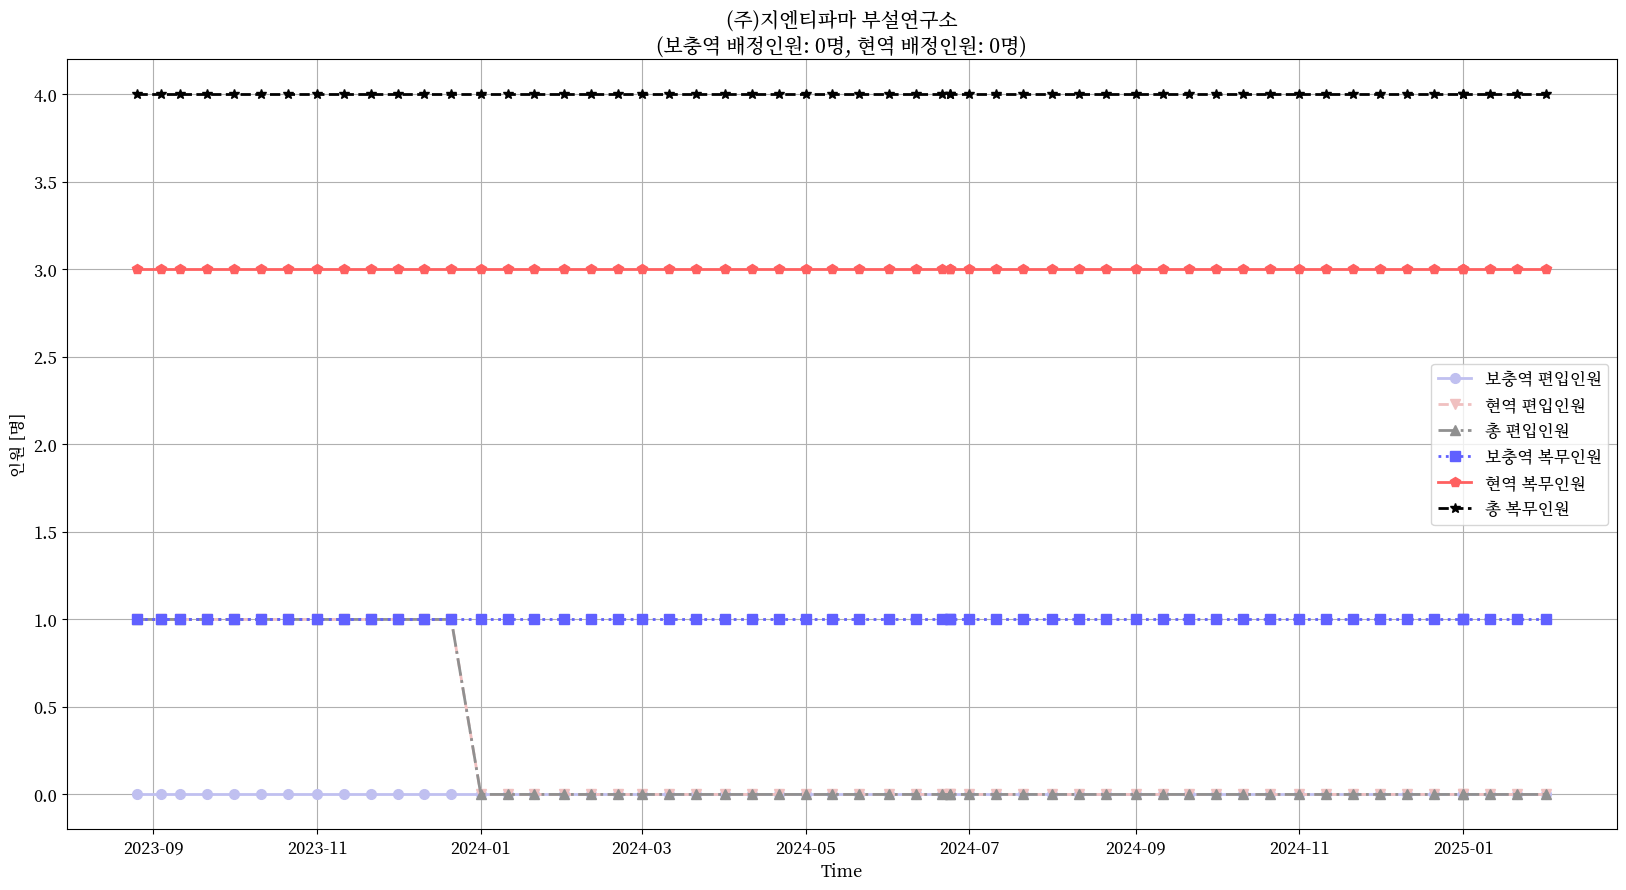 (주)지엔티파마 부설연구소
(보충역 배정인원: 0명, 현역 배정인원: 0명)
4.0
3.5
3.0
2.5
2.0
1.5
1.0
0.5
0.0
인원 [명]
보충역 편입인원
현역 편입인원
총 편입인원
보충역 복무인원
현역 복무인원
총 복무인원
2023-09 2023-11 2024-01 2024-03 2024-05 2024-07 2024-09 2024-11 2025-01
Time